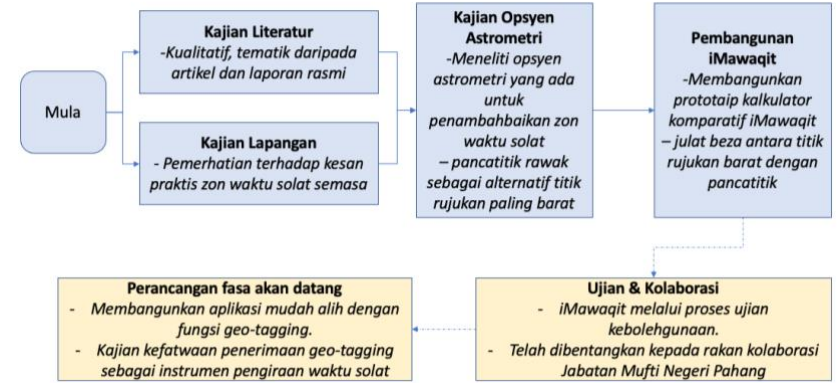 Mula
Kajian Literatur
-Kualitatif, tematik daripada
artikel dan laporan rasmi
Kajian Lapangan
- Pemerhatian terhadap kesan
praktis zon waktu solat semasa
Kajian Opsyen
Astrometri
-Meneliti opsyen
astrometri yang ada
untuk
penambahbaikan zon
waktu solat
– pancatitik rawak
sebagai alternatif titik
rujukan paling barat
Pembangunan
iMawaqit
-Membangunkan
prototaip kalkulator
komparatif iMawaqit
– julat beza antara titik
rujukan barat dengan
pancatitik
Ujian & Kolaborasi
- iMawaqit melalui proses ujian
kebolehgunaan.
- Telah dibentangkan kepada rakan kolaborasi
Jabatan Mufti Negeri Pahang
Perancangan fasa akan datang
- Membangunkan aplikasi mudah alih dengan
fungsi geo-tagging.
- Kajian kefatwaan penerimaan geo-tagging
sebagai instrumen pengiraan waktu solat